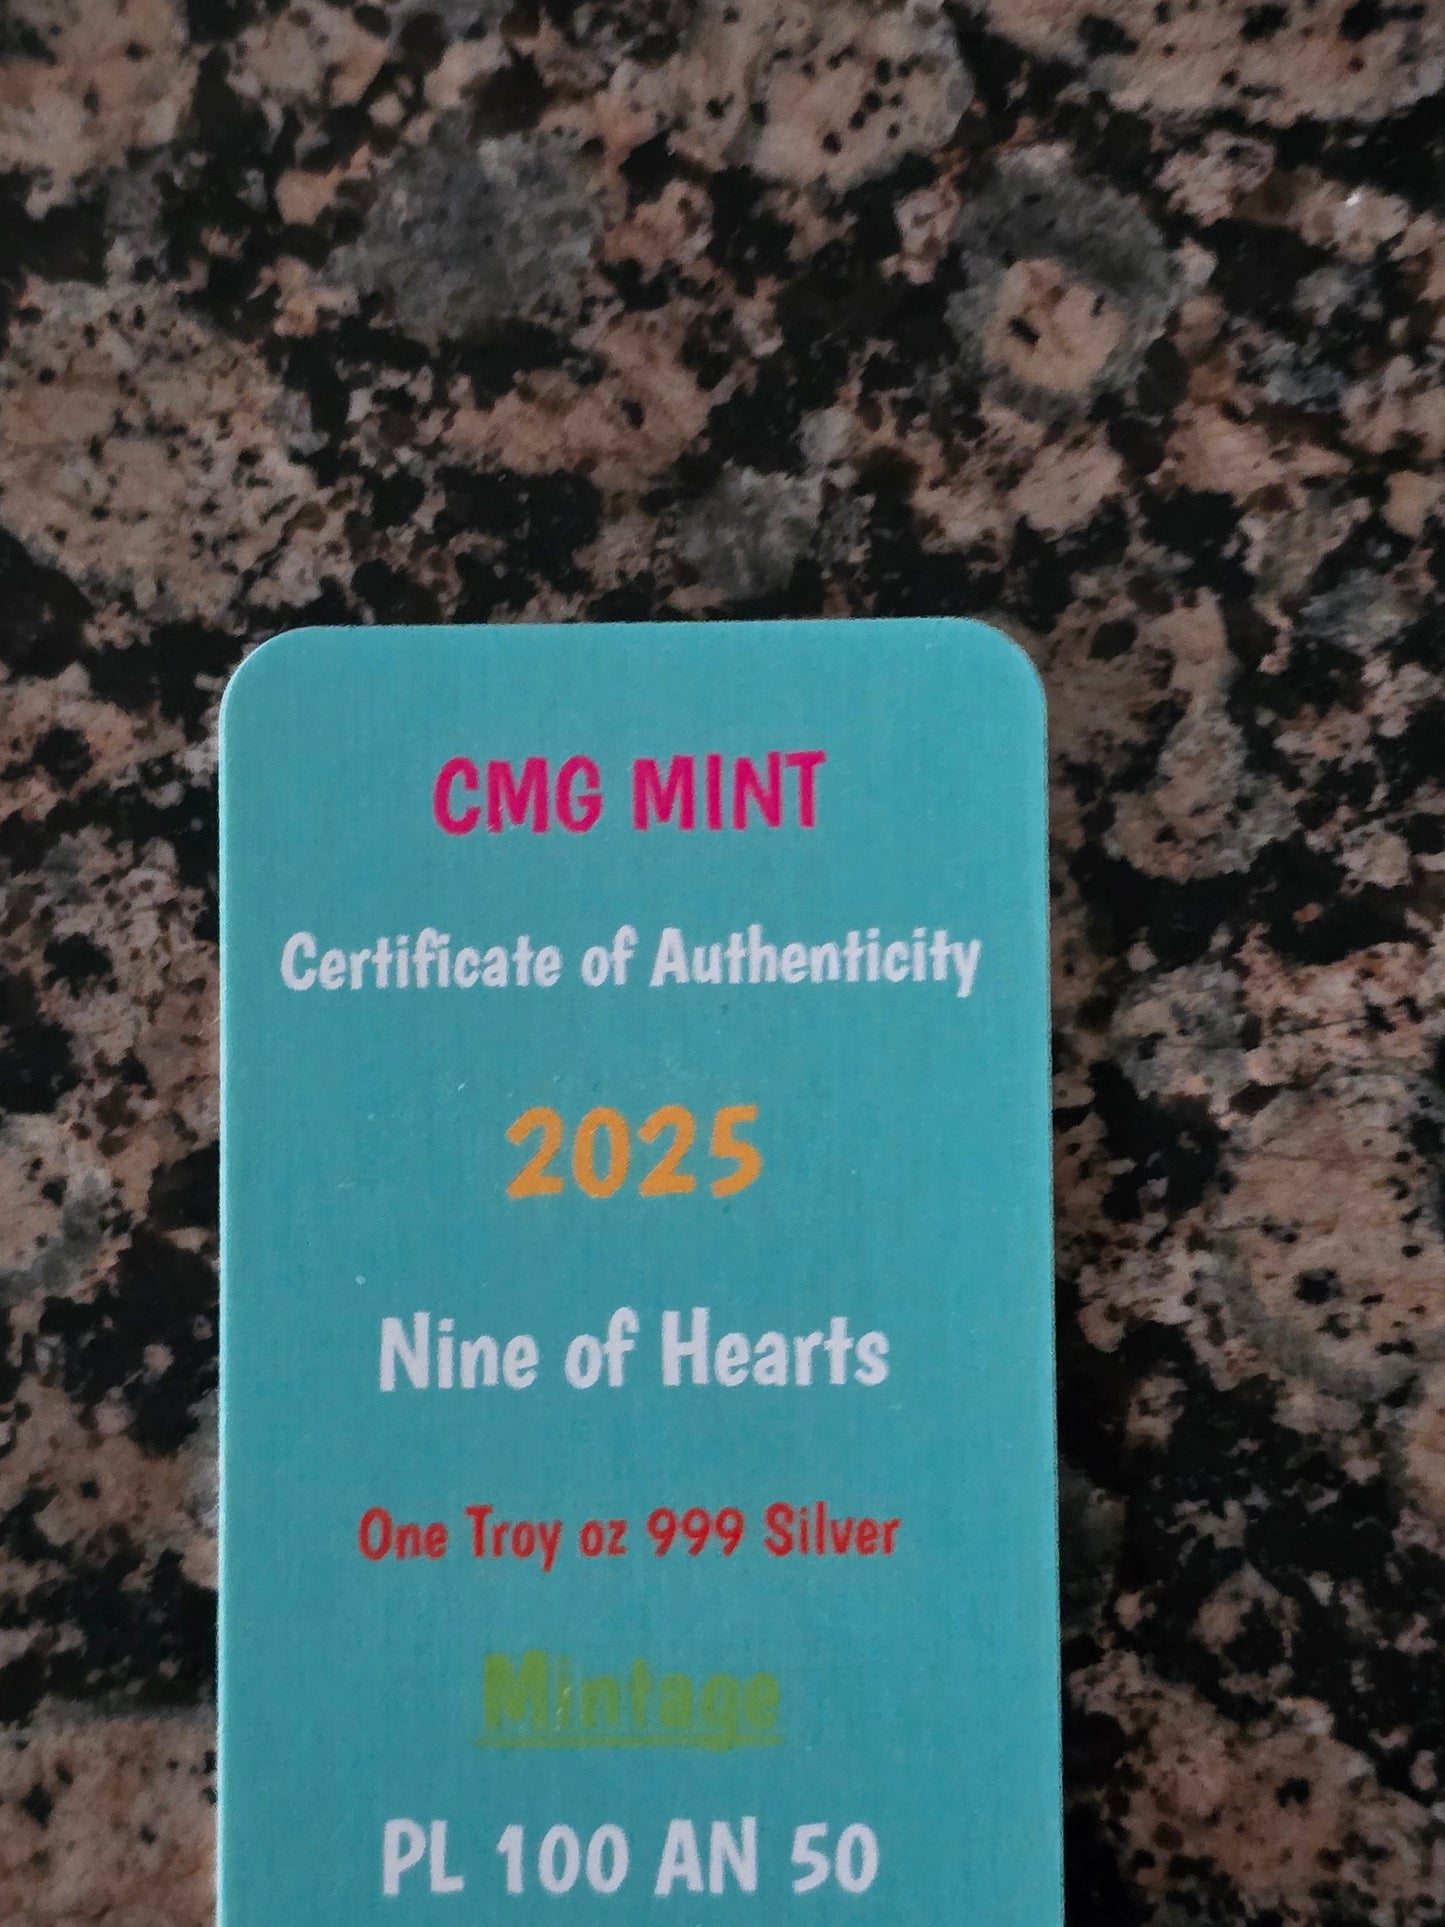 CMG MINT
Certificate of Authenticity
2025
Nine of Hearts
One Troy oz 999 Silver
Mintage
PL 100 AN 50